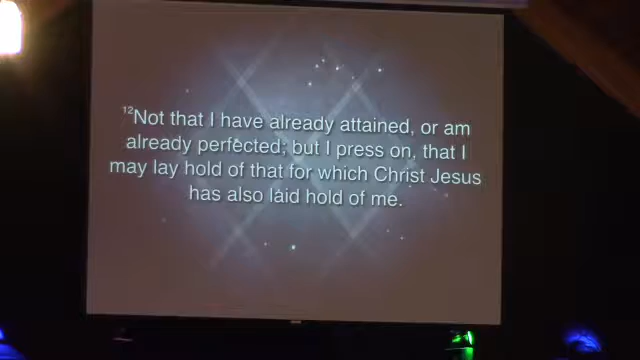 ¹²Not that I have already attained, or am
already perfected; but I press on, that I
may lay hold of that for which Christ Jesus
has also laid hold of me.